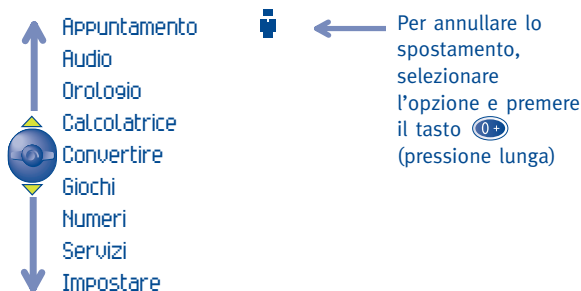 Appuntamento
Audio
Orologio
Calcolatrice
Convertire
Giochi
Numeri
Servizi
Impostare
Per annullare lo
spostamento,
selezionare
l'opzione e premere
il tasto 0+
(pressione lunga)